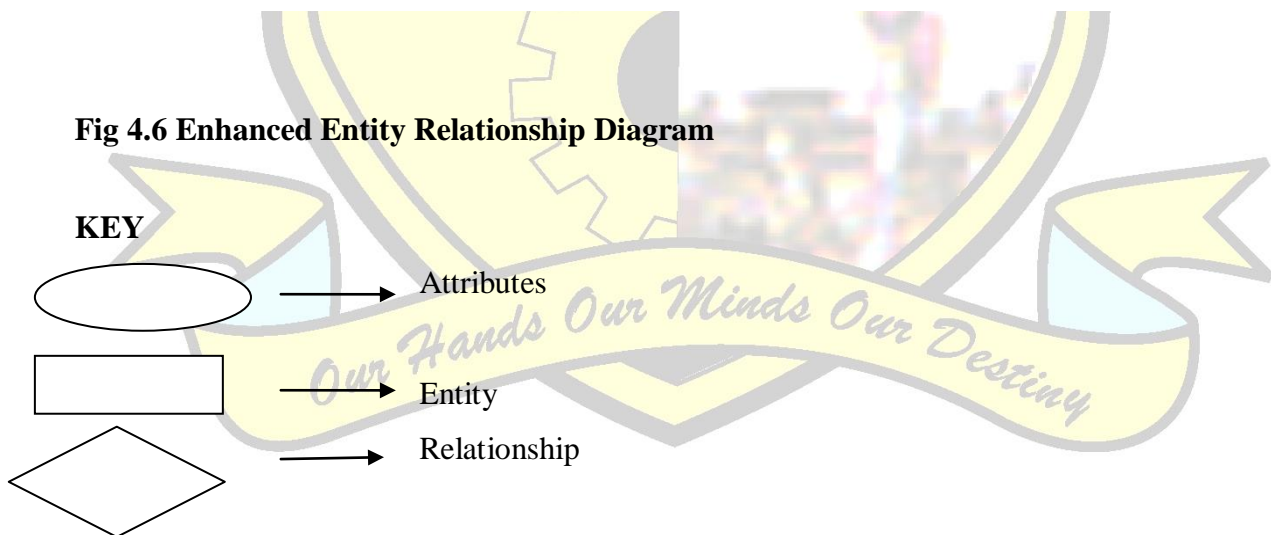 Fig 4.6 Enhanced Entity Relationship Diagram
KEY
Attributes
Our Hands Our Minds Our Destiny
Entity
Relationship